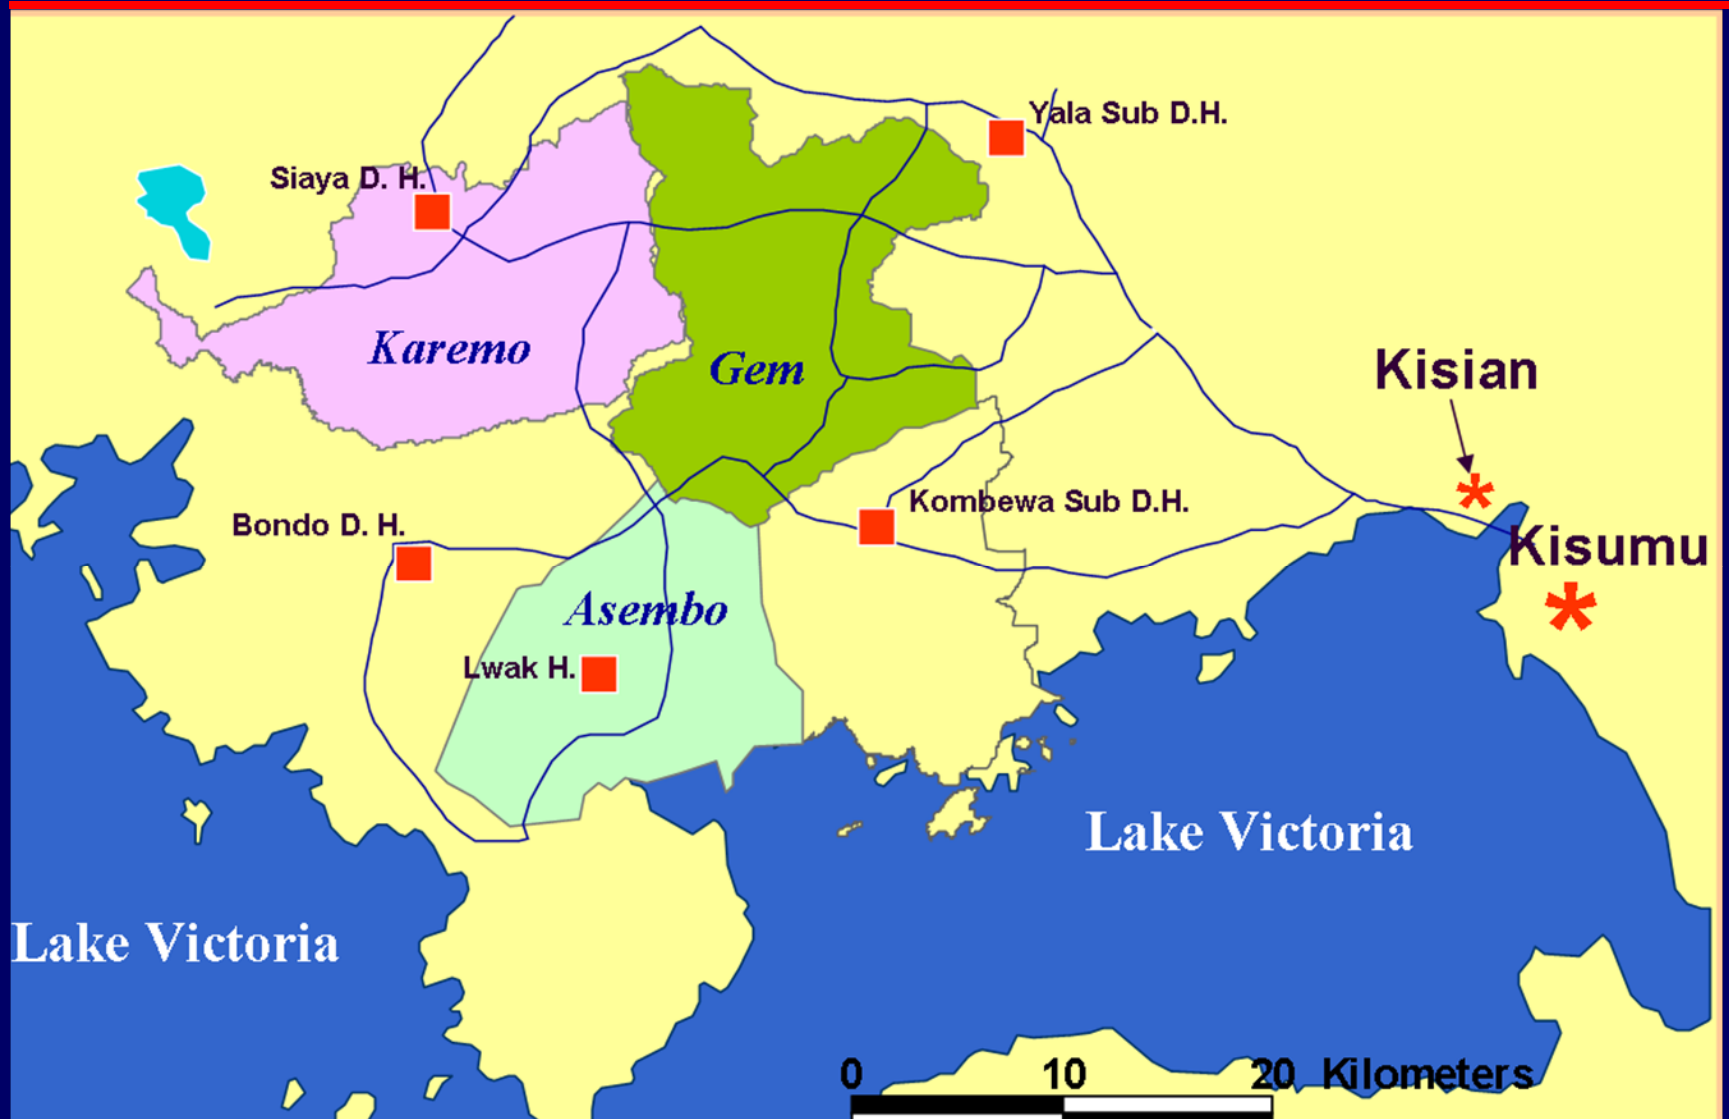 Yala Sub D.H.
Siaya D. H.
Karemo
Gem
Kisian
Kombewa Sub D.H.
Bondo D. H.
Kisumu
Asembo
Lwak H.
Lake Victoria
Lake Victoria
0 10 20 Kilometers